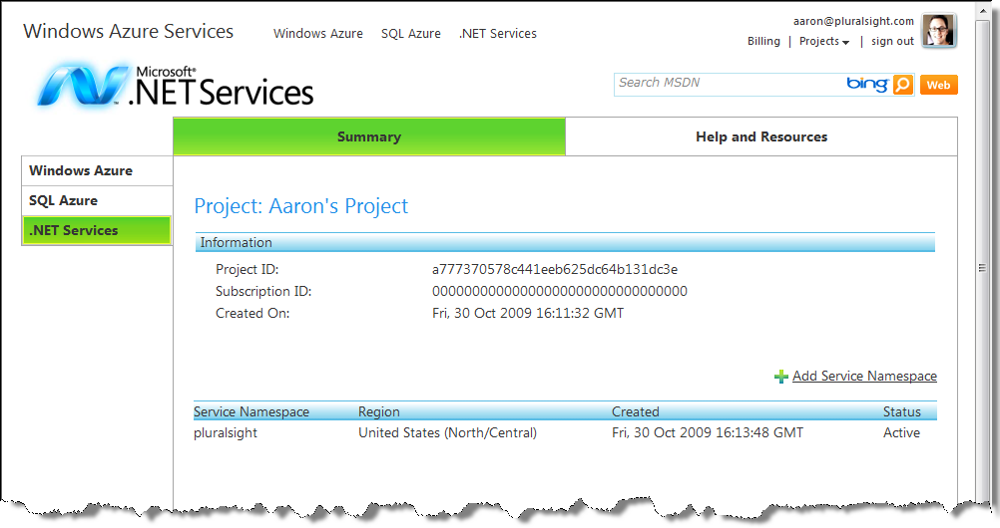 Windows Azure Services Windows Azure SQL Azure .NET Services
aaron@pluralsight.com
Billing | Projects | sign out
Microsoft®
.NET Services™
Search MSDN bing Web
Summary Help and Resources
Windows Azure
SQL Azure
.NET Services
Project: Aaron's Project
Information
Project ID: a777370578c441eeb625dc64b131dc3e
Subscription ID: 00000000000000000000000000000000
Created On: Fri, 30 Oct 2009 16:11:32 GMT
Add Service Namespace
Service Namespace Region Created Status
pluralsight United States (North/Central) Fri, 30 Oct 2009 16:13:48 GMT Active